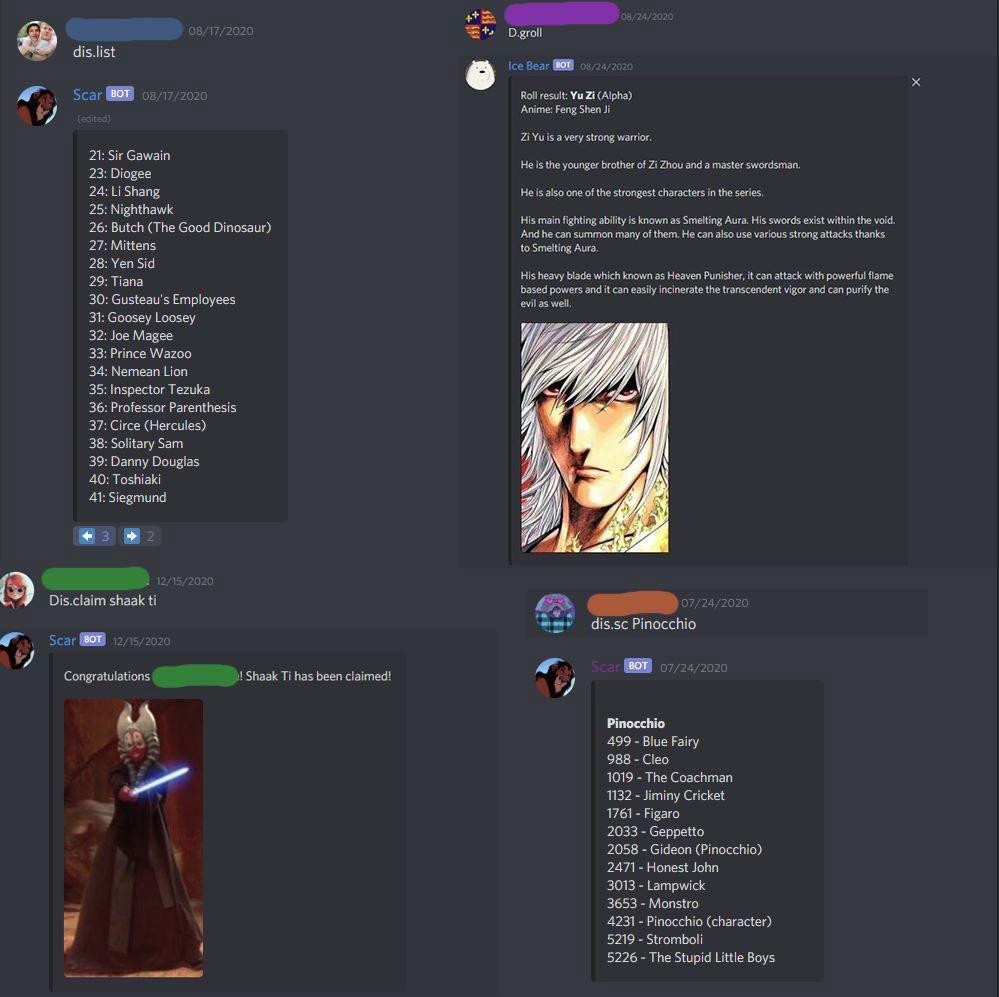 08/17/2020
dis.list
Scar BOT 08/17/2020
(edited)
21: Sir Gawain
23: Diogee
24: Li Shang
25: Nighthawk
26: Butch (The Good Dinosaur)
27: Mittens
28: Yen Sid
29: Tiana
30: Gusteau's Employees
31: Goosey Loosey
32: Joe Magee
33: Prince Wazoo
34: Nemean Lion
35: Inspector Tezuka
36: Professor Parenthesis
37: Circe (Hercules)
38: Solitary Sam
39: Danny Douglas
40: Toshiaki
41: Siegmund
3 2
08/24/2020
D.groll
Ice Bear BOT 08/24/2020
Roll result: Yu Zi (Alpha)
Anime: Feng Shen Ji
Zi Yu is a very strong warrior.
He is the younger brother of Zi Zhou and a master swordsman.
He is also one of the strongest characters in the series.
His main fighting ability is known as Smelting Aura. His swords exist within the void.
And he can summon many of them. He can also use various strong attacks thanks
to Smelting Aura.
His heavy blade which known as Heaven Punisher, it can attack with powerful flame
based powers and it can easily incinerate the transcendent vigor and can purify the
evil as well.
12/15/2020
Dis.claim shaak ti
Scar BOT 12/15/2020
Congratulations ! Shaak Ti has been claimed!
07/24/2020
dis.sc Pinocchio
Scar BOT 07/24/2020
Pinocchio
499 - Blue Fairy
988 - Cleo
1019 - The Coachman
1132 - Jiminy Cricket
1761 - Figaro
2033 - Geppetto
2058 - Gideon (Pinocchio)
2471 - Honest John
3013 - Lampwick
3653 - Monstro
4231 - Pinocchio (character)
5219 - Stromboli
5226 - The Stupid Little Boys